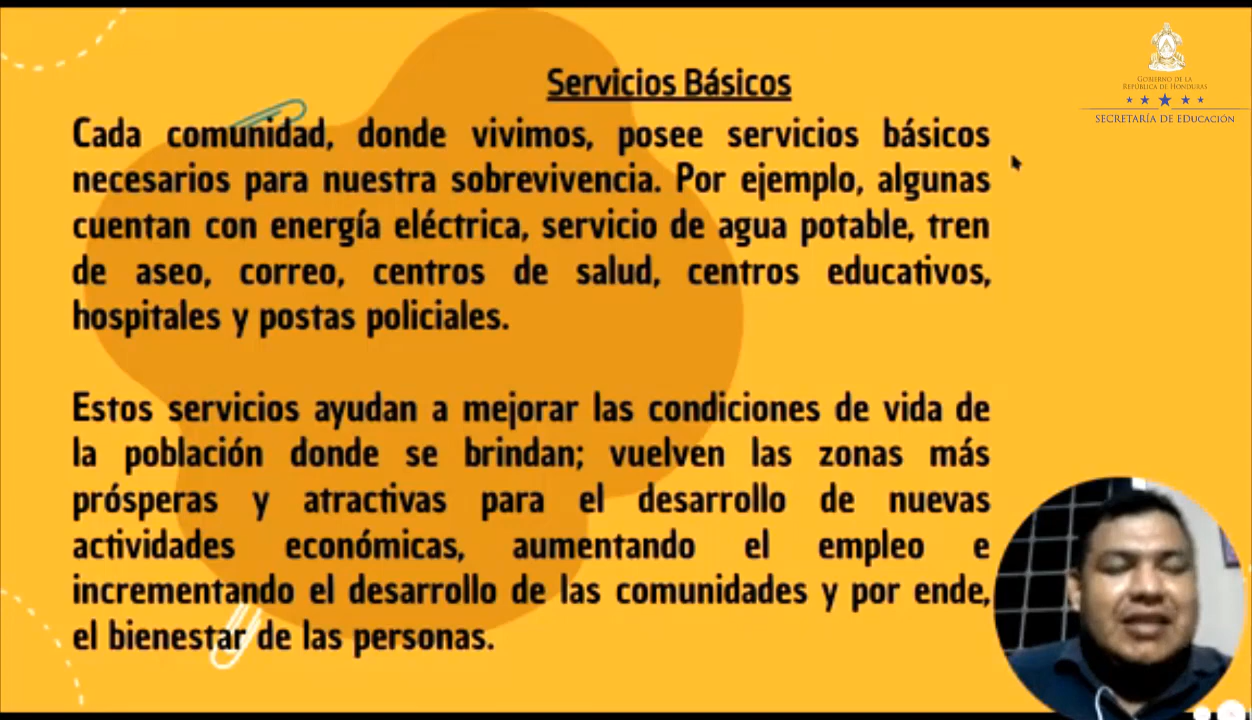 Servicios Básicos
Cada comunidad, donde vivimos, posee servicios básicos
necesarios para nuestra sobrevivencia. Por ejemplo, algunas
cuentan con energía eléctrica, servicio de agua potable, tren
de aseo, correo, centros de salud, centros educativos,
hospitales y postas policiales.
Estos servicios ayudan a mejorar las condiciones de vida de
la población donde se brindan; vuelven las zonas más
prósperas y atractivas para el desarrollo de nuevas
actividades económicas, aumentando el empleo e
incrementando el desarrollo de las comunidades y por ende,
el bienestar de las personas.
GOBIERNO DE LA
REPÚBLICA DE HONDURAS
SECRETARÍA DE EDUCACIÓN